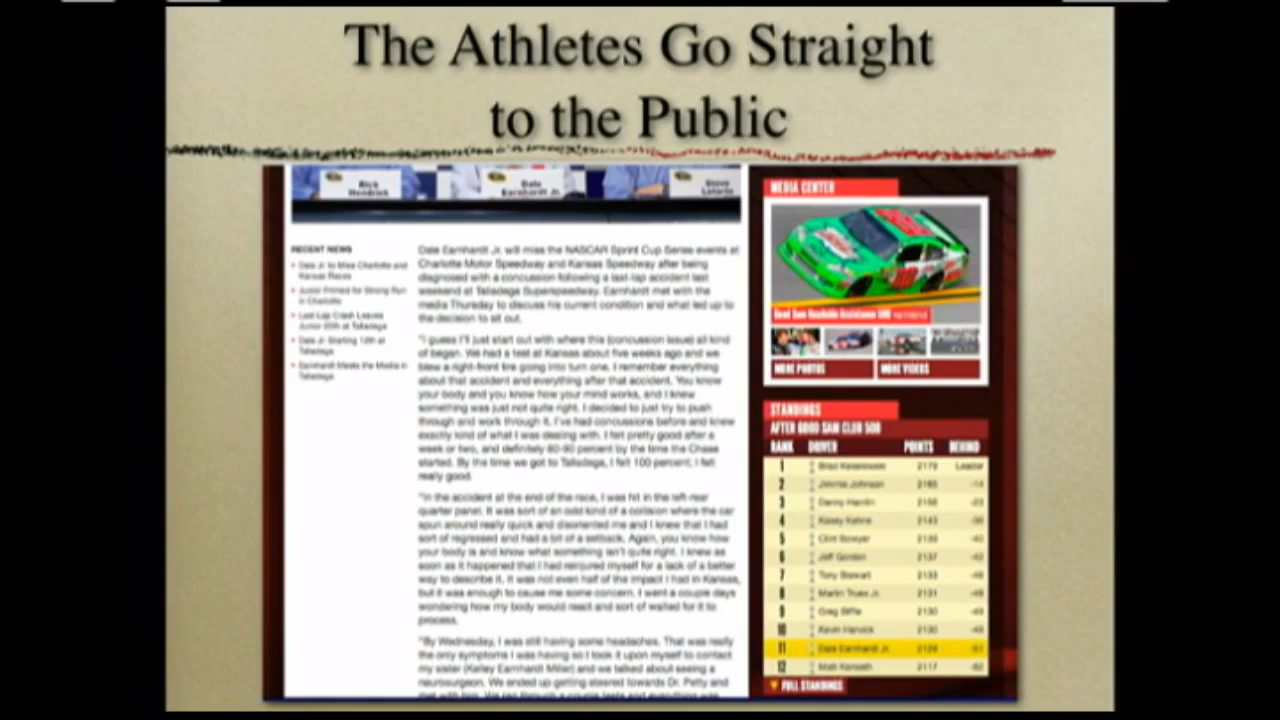 The Athletes Go Straight
to the Public
Rick
Hendrick
Dale
Earnhardt Jr.
Steve
Letarte
RECENT NEWS
Dale Jr. to Miss Charlotte and
Kansas Races
Junior Primed for Strong Run
in Charlotte
Last Lap Crash Leaves
Junior 20th at Talladega
Dale Jr. Starting 12th at
Talladega
Earnhardt Meets the Media in
Talladega
Dale Earnhardt Jr. will miss the NASCAR Sprint Cup Series events at
Charlotte Motor Speedway and Kansas Speedway after being
diagnosed with a concussion following a last-lap accident last
weekend at Talladega Superspeedway. Earnhardt met with the
media Thursday to discuss his current condition and what led up to
the decision to sit out.
"I guess I'll just start out with where this (concussion issue) all kind
of began. We had a test at Kansas about five weeks ago and we
blew a right-front tire going into turn one. I remember everything
about that accident and everything after that accident. You know
your body and you know how your mind works, and I knew
something was just not quite right. I decided to just try to push
through and work through it. I've had concussions before and knew
exactly kind of what I was dealing with. I felt pretty good after a
week or two, and definitely 80-90 percent by the time the Chase
started. By the time we got to Talladega, I felt 100 percent; I felt
really good.
"In the accident at the end of the race, I was hit in the left-rear
quarter panel. It was sort of an odd kind of a collision where the car
spun around really quick and disoriented me and I knew that I had
sort of regressed and had a bit of a setback. Again, you know how
your body is and know what something isn't quite right. I knew as
soon as it happened that I had reinjured myself for a lack of a better
way to describe it. It was not even half of the impact I had in Kansas,
but it was enough to cause me some concern. I went a couple days
wondering how my body would react and sort of waited for it to
process.
"By Wednesday, I was still having some headaches. That was really
the only symptoms I was having so I took it upon myself to contact
my sister (Kelley Earnhardt Miller) and we talked about seeing a
neurosurgeon. We ended up getting steered towards Dr. Petty and
met with him. We ran through a couple tests and everything was
MEDIA CENTER
88
Good Sam Roadside Assistance 500
MORE PHOTOS MORE VIDEOS
STANDINGS
AFTER GOOD SAM CLUB 500
RANK DRIVER POINTS BEHIND
1 Brad Keselowski 2179 Leader
2 Jimmie Johnson 2165 -14
3 Denny Hamlin 2156 -23
4 Kasey Kahne 2143 -36
5 Clint Bowyer 2139 -40
6 Jeff Gordon 2137 -42
7 Tony Stewart 2133 -46
8 Martin Truex Jr. 2131 -48
9 Greg Biffle 2130 -49
10 Kevin Harvick 2130 -49
11 Dale Earnhardt Jr. 2128 -51
12 Matt Kenseth 2117 -62
FULL STANDINGS